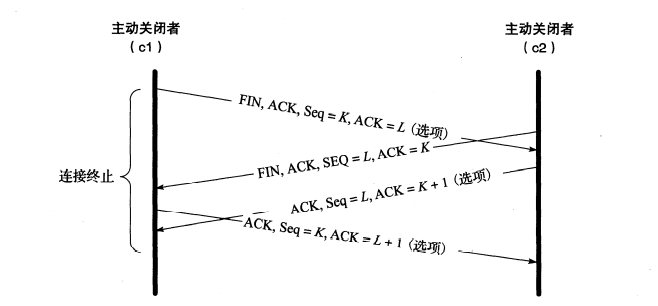 主动关闭者
（c1）
主动关闭者
（c2）
FIN, ACK, Seq = K, ACK = L（选项）
FIN, ACK, SEQ = L, ACK = K
连接终止
ACK, Seq = L, ACK = K + 1（选项）
ACK, Seq = K, ACK = L + 1（选项）